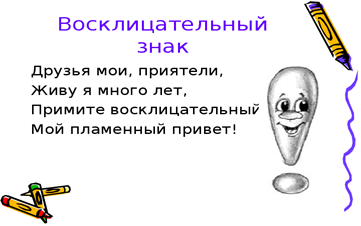 Восклицательный
знак
Друзья мои, приятели,
Живу я много лет,
Примите восклицательный
Мой пламенный привет!